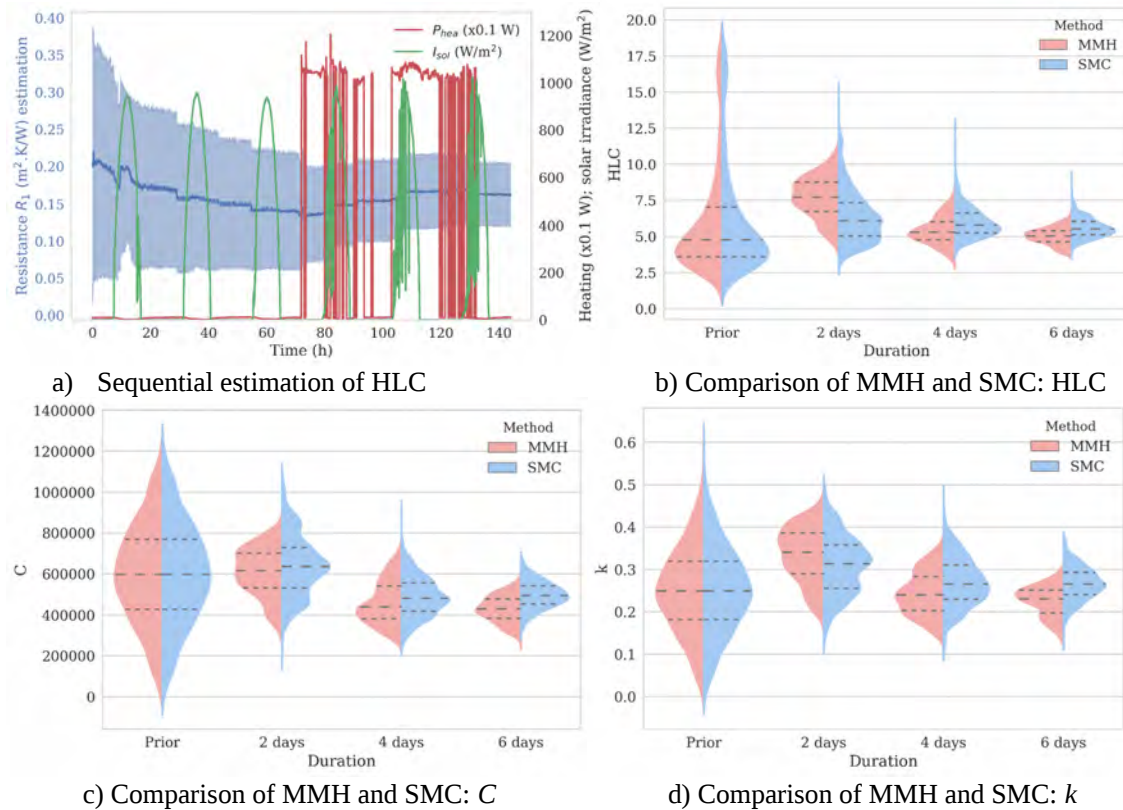 0.40
0.35
0.30
0.25
0.20
0.15
0.10
0.05
0.00
Resistance R₁ (m².K/W) estimation
P_hea (x0.1 W)
I_sol (W/m²)
1200
1000
800
600
400
200
0
Heating (x0.1 W); solar irradiance (W/m²)
0 20 40 60 80 100 120 140
Time (h)
a) Sequential estimation of HLC
20.0
17.5
15.0
12.5
10.0
7.5
5.0
2.5
0.0
HLC
Method
MMH
SMC
Prior 2 days 4 days 6 days
Duration
b) Comparison of MMH and SMC: HLC
1400000
1200000
1000000
800000
600000
400000
200000
0
C
Method
MMH
SMC
Prior 2 days 4 days 6 days
Duration
c) Comparison of MMH and SMC: C
0.6
0.5
0.4
0.3
0.2
0.1
0.0
k
Method
MMH
SMC
Prior 2 days 4 days 6 days
Duration
d) Comparison of MMH and SMC: k